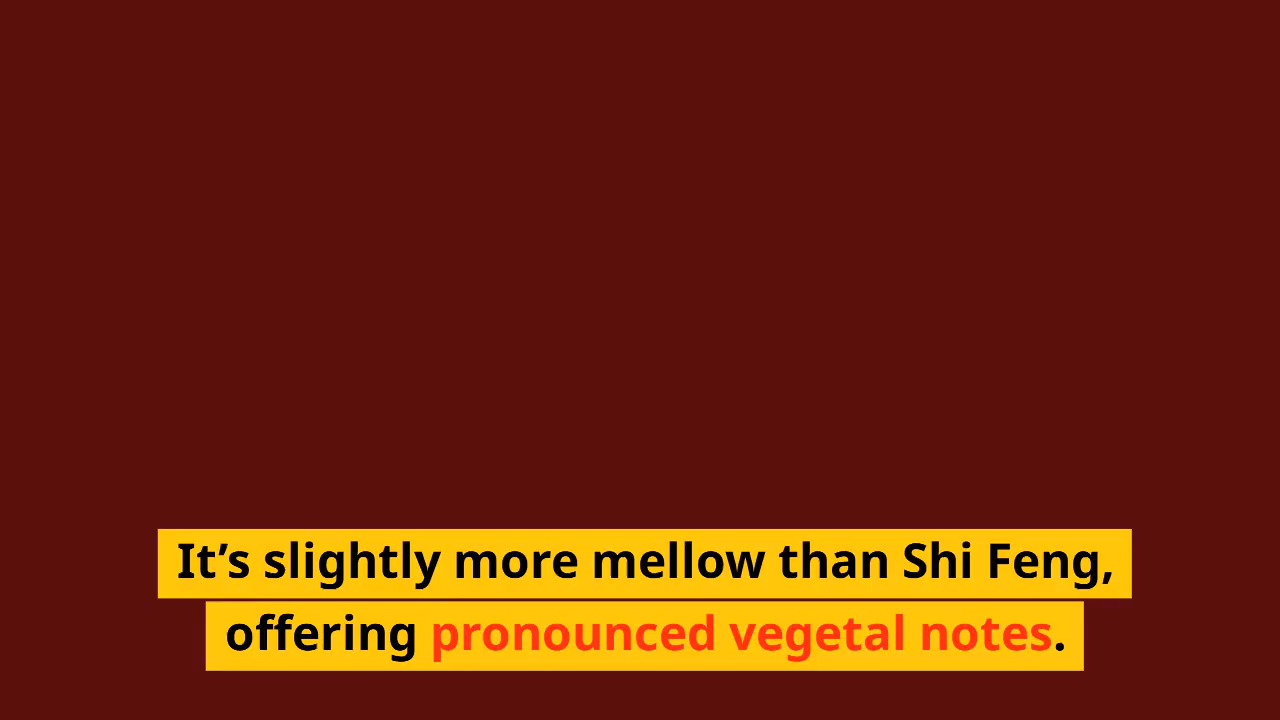 It’s slightly more mellow than Shi Feng,
offering pronounced vegetal notes.